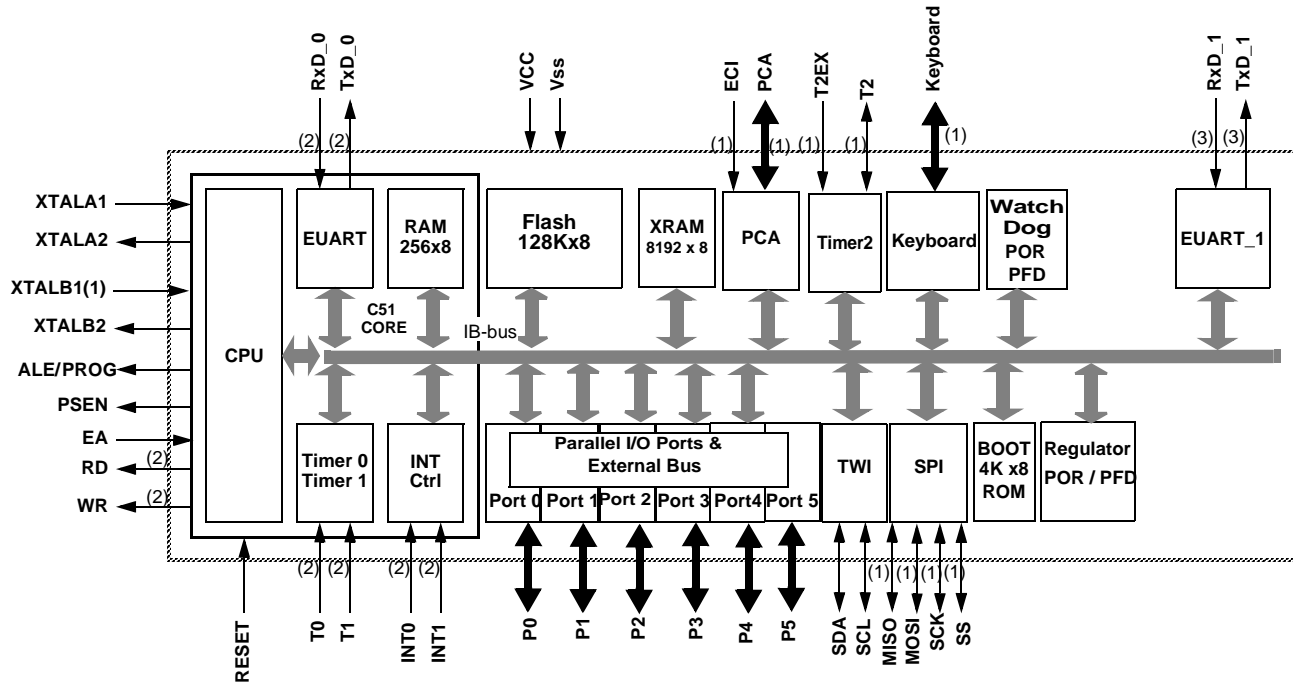 RxD_0
TxD_0
VCC
Vss
ECI
PCA
T2EX
T2
Keyboard
RxD_1
TxD_1
(2) (2)
(1) (1) (1) (1) (1)
(3) (3)
XTALA1
XTALA2
XTALB1(1)
XTALB2
ALE/PROG
PSEN
EA
RD (2)
WR (2)
CPU
EUART
RAM
256x8
C51
CORE
IB-bus
Flash
128Kx8
XRAM
8192 x 8
PCA
Timer2
Keyboard
Watch
Dog
POR
PFD
EUART_1
Timer 0
Timer 1
INT
Ctrl
Parallel I/O Ports &
External Bus
Port 0
Port 1
Port 2
Port 3
Port4
Port 5
TWI
SPI
BOOT
4K x8
ROM
Regulator
POR / PFD
(2) (2) (2) (2)
(1) (1) (1) (1)
RESET
T0
T1
INT0
INT1
P0
P1
P2
P3
P4
P5
SDA
SCL
MISO
MOSI
SCK
SS